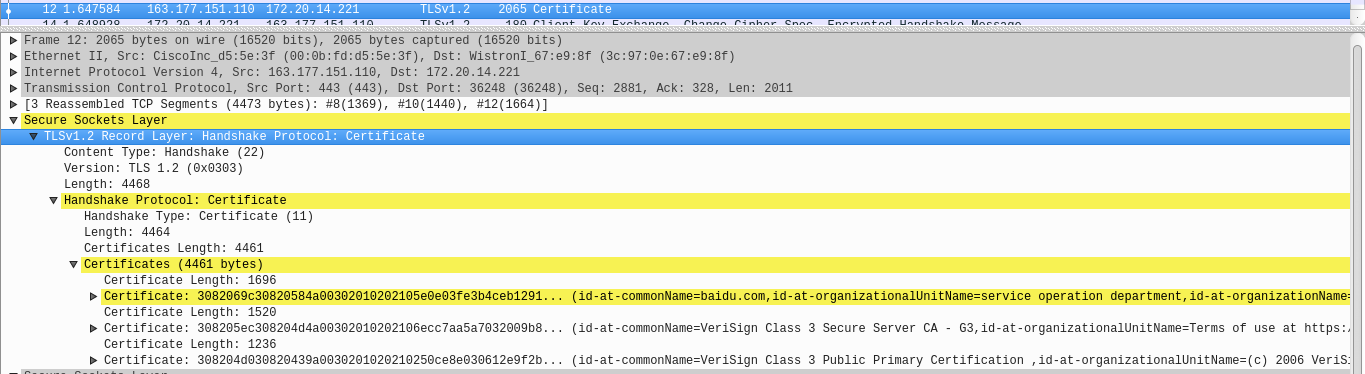 12 1.647584 163.177.151.110 172.20.14.221 TLSv1.2 2065 Certificate
14 1.648928 172.20.14.221 163.177.151.110 TLSv1.2 180 Client Key Exchange, Change Cipher Spec, Encrypted Handshake Message
Frame 12: 2065 bytes on wire (16520 bits), 2065 bytes captured (16520 bits)
Ethernet II, Src: CiscoInc_d5:5e:3f (00:0b:fd:d5:5e:3f), Dst: WistronI_67:e9:8f (3c:97:0e:67:e9:8f)
Internet Protocol Version 4, Src: 163.177.151.110, Dst: 172.20.14.221
Transmission Control Protocol, Src Port: 443 (443), Dst Port: 36248 (36248), Seq: 2881, Ack: 328, Len: 2011
[3 Reassembled TCP Segments (4473 bytes): #8(1369), #10(1440), #12(1664)]
Secure Sockets Layer
TLSv1.2 Record Layer: Handshake Protocol: Certificate
Content Type: Handshake (22)
Version: TLS 1.2 (0x0303)
Length: 4468
Handshake Protocol: Certificate
Handshake Type: Certificate (11)
Length: 4464
Certificates Length: 4461
Certificates (4461 bytes)
Certificate Length: 1696
Certificate: 3082069c30820584a00302010202105e0e03fe3b4ceb1291... (id-at-commonName=baidu.com,id-at-organizationalUnitName=service operation department,id-at-organizationName=
Certificate Length: 1520
Certificate: 308205ec308204d4a00302010202106ecc7aa5a7032009b8... (id-at-commonName=VeriSign Class 3 Secure Server CA - G3,id-at-organizationalUnitName=Terms of use at https:/
Certificate Length: 1236
Certificate: 308204d030820439a0030201020210250ce8e030612e9f2b... (id-at-commonName=VeriSign Class 3 Public Primary Certification ,id-at-organizationalUnitName=(c) 2006 VeriS
Secure Sockets Layer